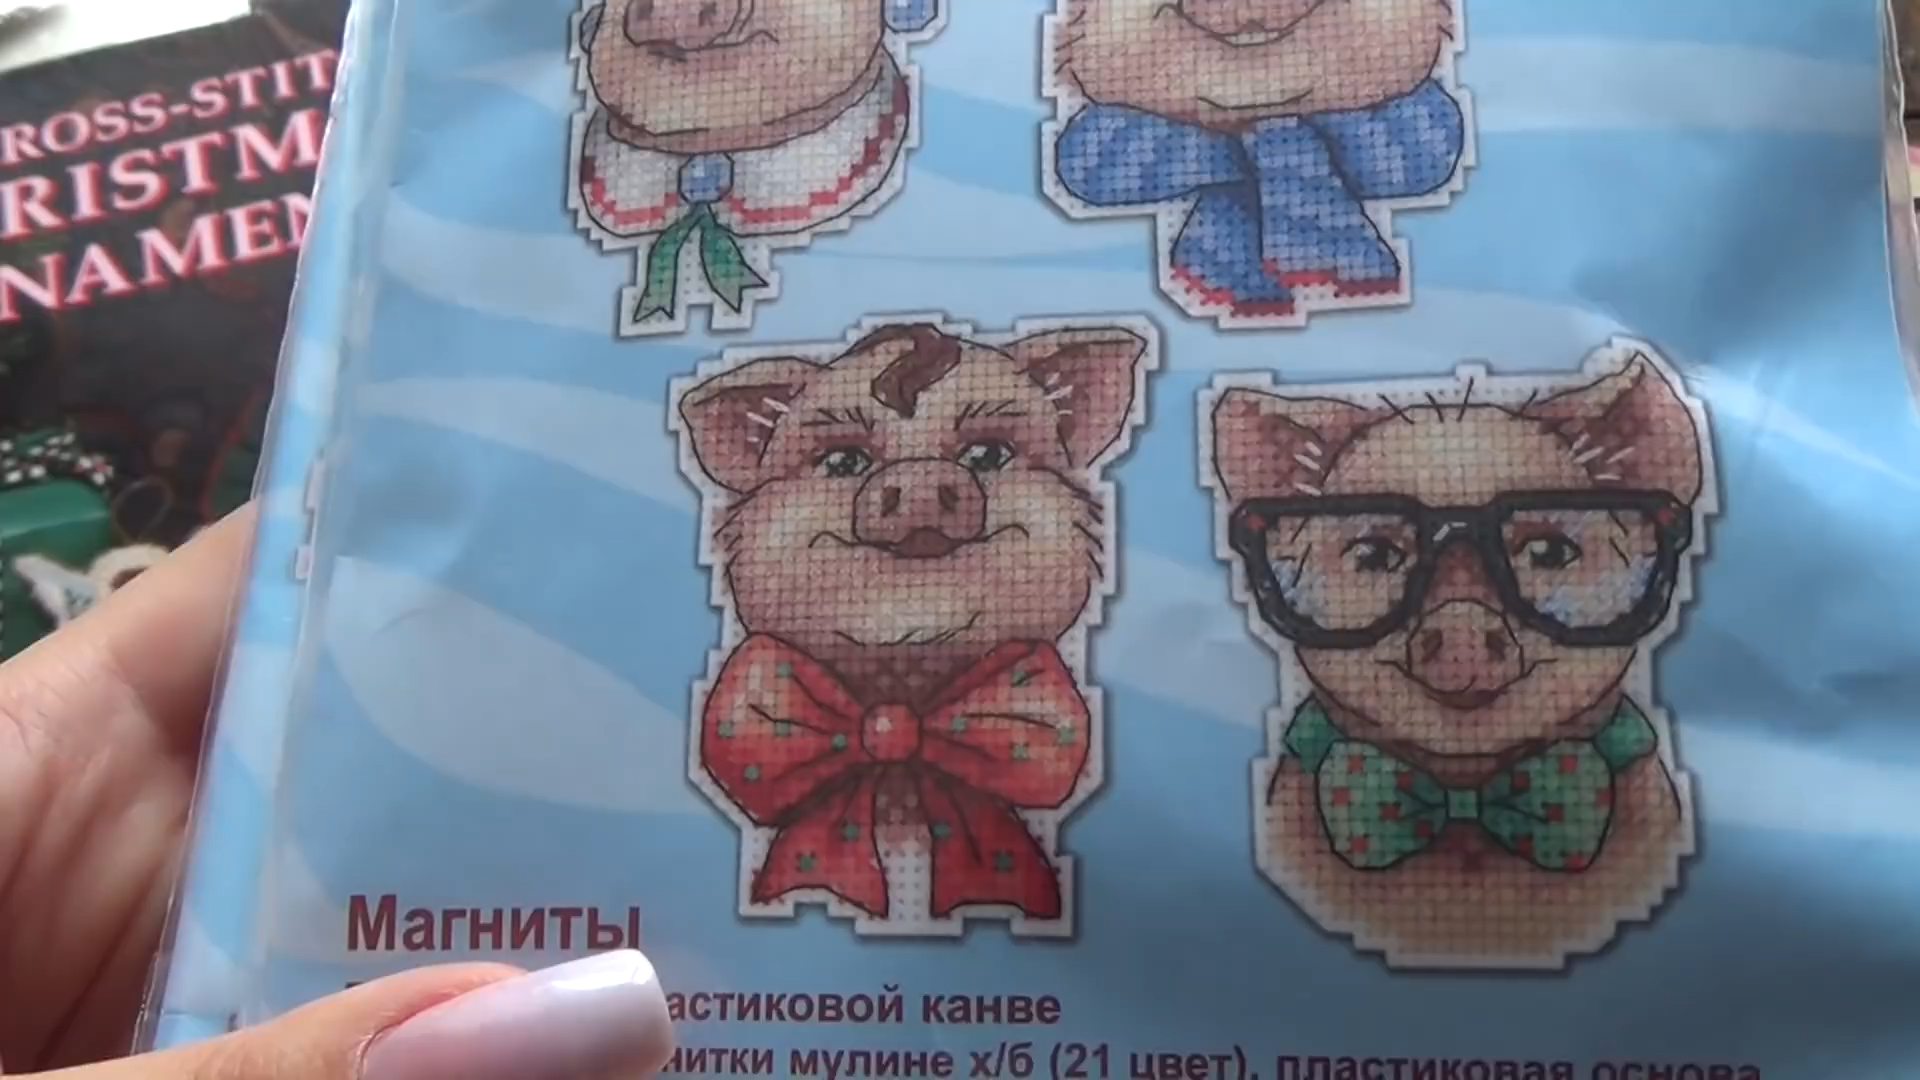 ROSS-STIT
RISTM
NAMEN
Магниты
астиковой канве
нитки мулине х/б (21 цвет), пластиковая основа